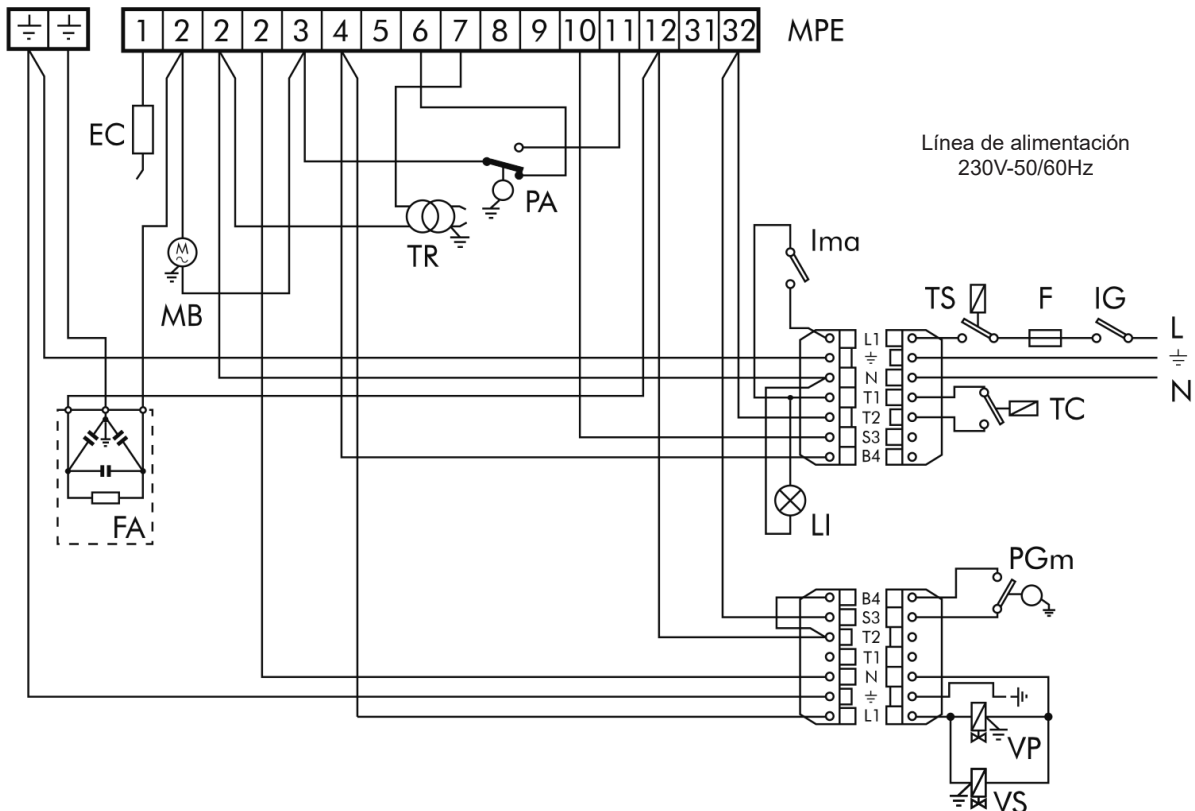 ⏚ ⏚ 1 2 2 2 3 4 5 6 7 8 9 10 11 12 31 32 MPE
EC
Línea de alimentación
230V-50/60Hz
PA
TR
MB
Ima
TS F IG
L
⏚
N
L1
⏚
N
T1
T2
S3
B4
TC
M
~
LI
FA
PGm
B4
S3
T2
T1
N
⏚
L1
VP
VS